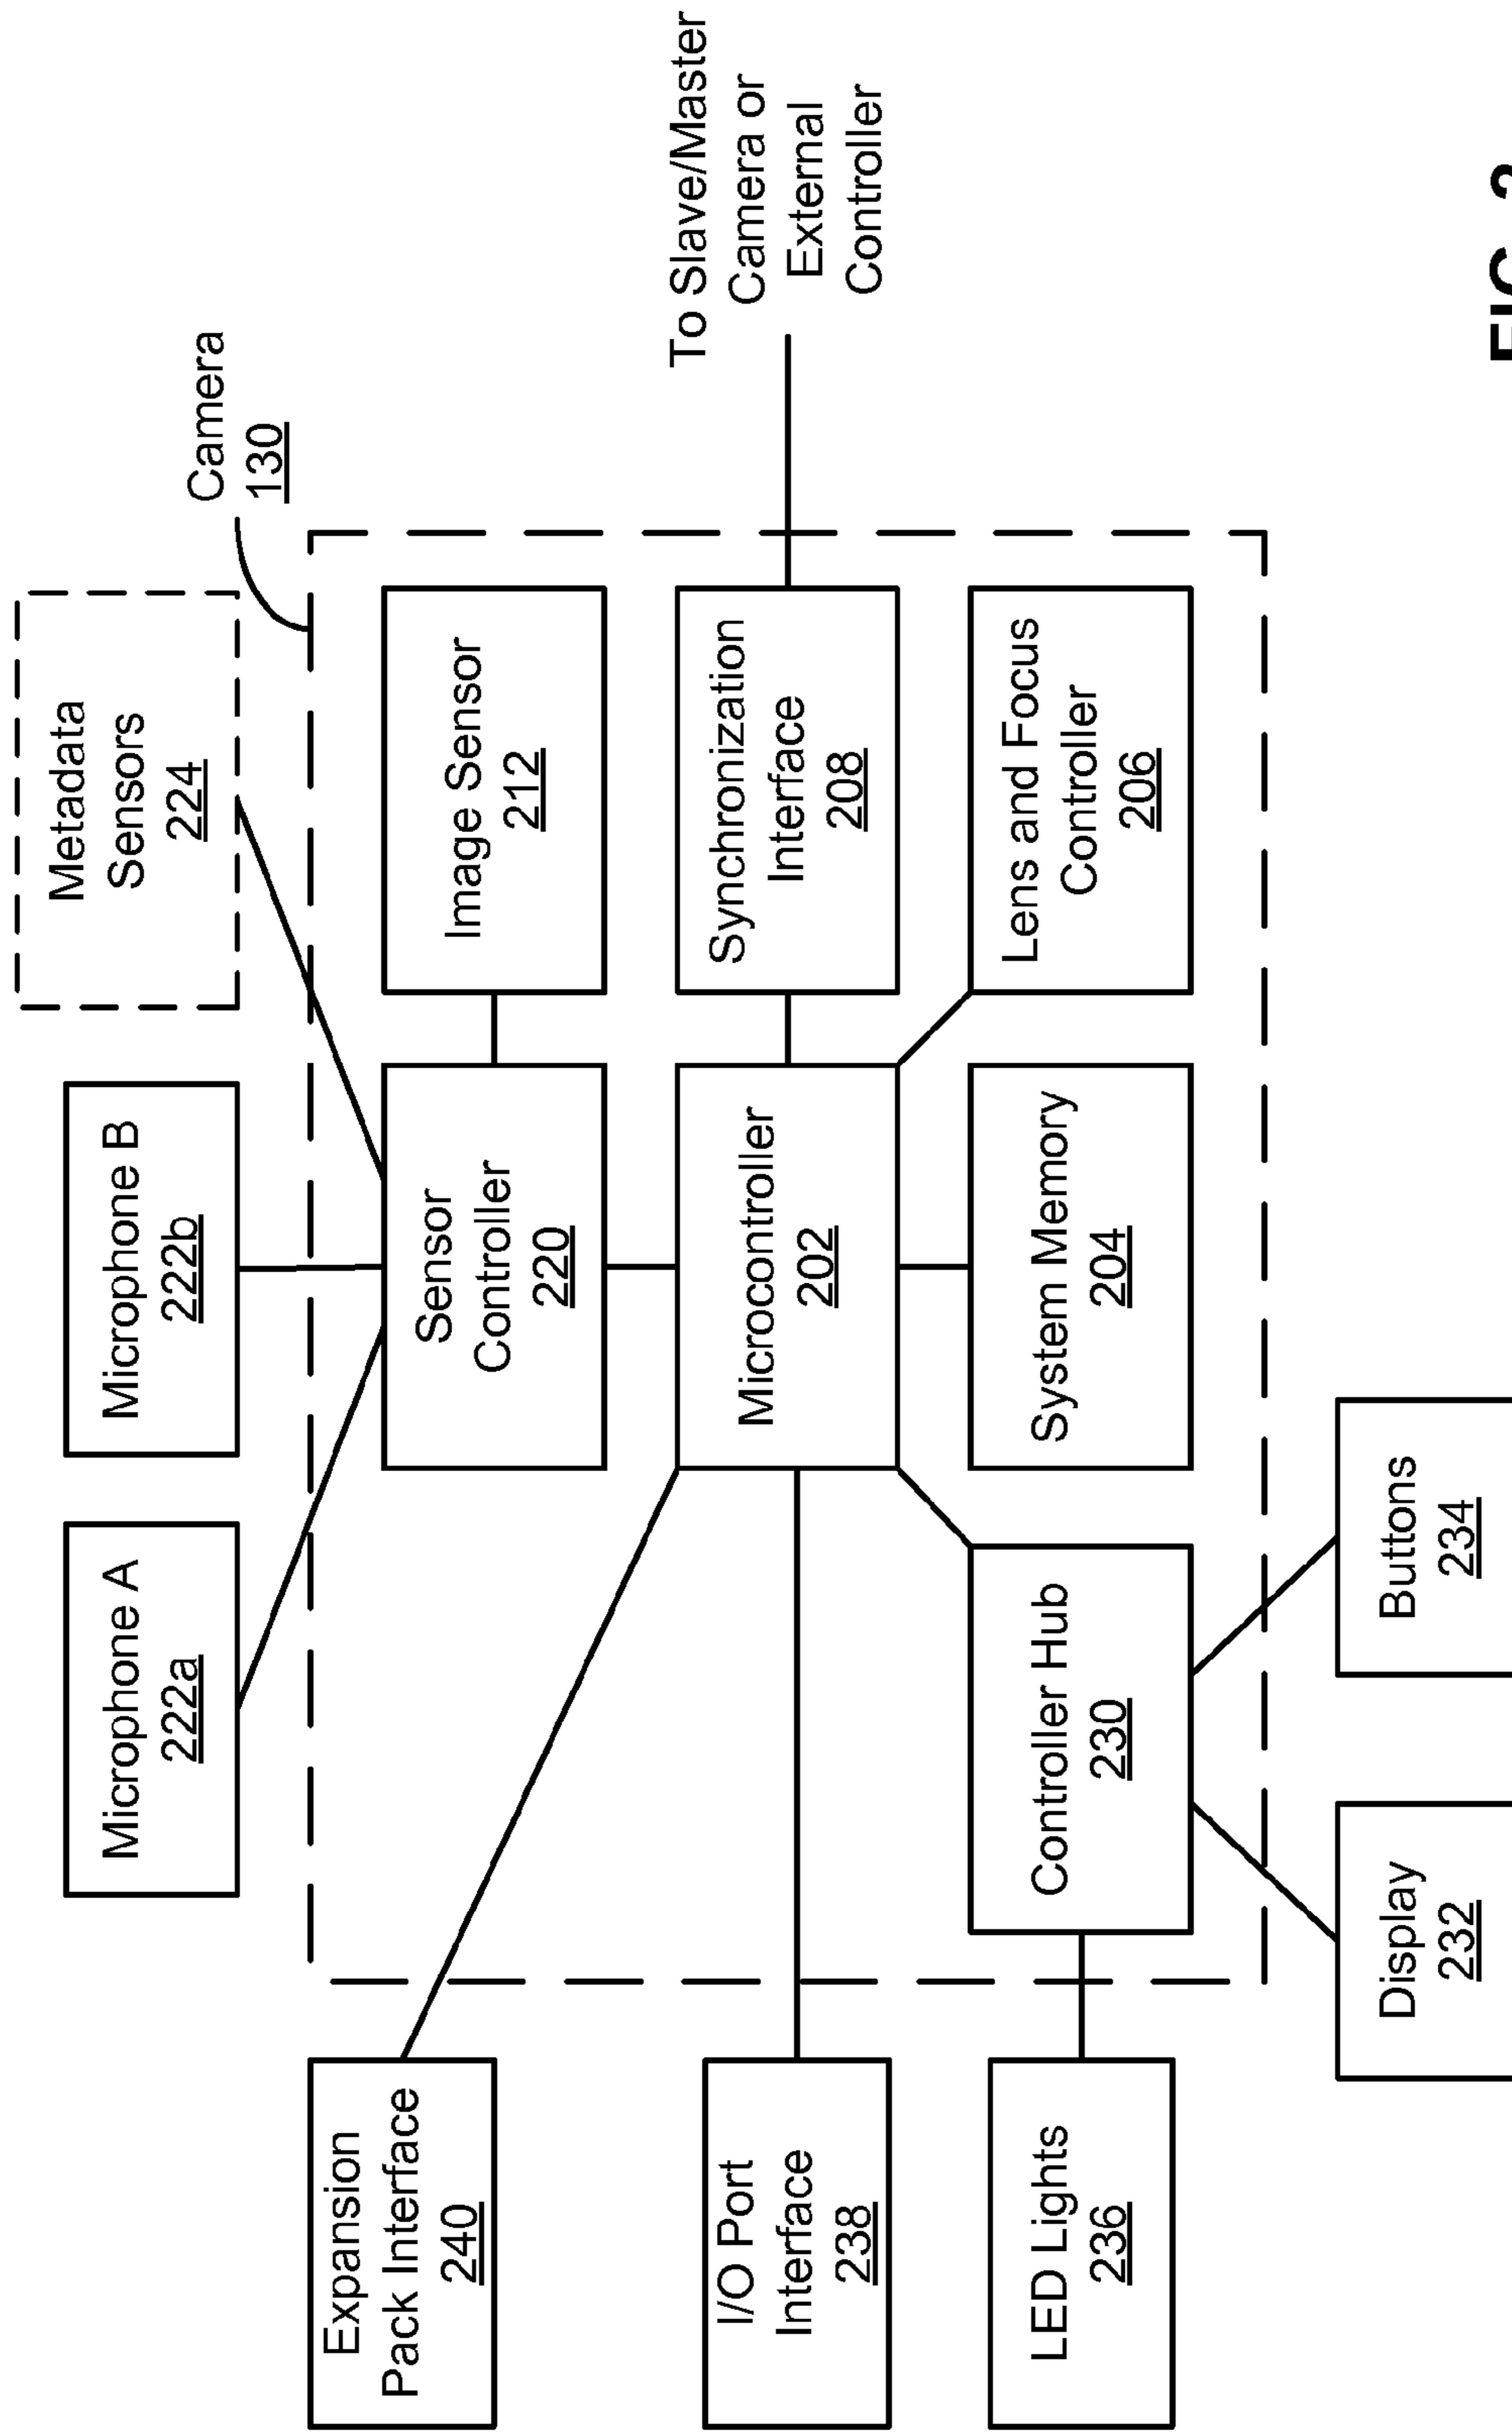 Microphone A
222a
Microphone B
222b
Metadata
Sensors
224
Camera
130
Expansion
Pack Interface
240
Sensor
Controller
220
Image Sensor
212
I/O Port
Interface
238
Microcontroller
202
Synchronization
Interface
208
To Slave/Master
Camera or
External
Controller
LED Lights
236
Controller Hub
230
System Memory
204
Lens and Focus
Controller
206
Display
232
Buttons
234
FIG.